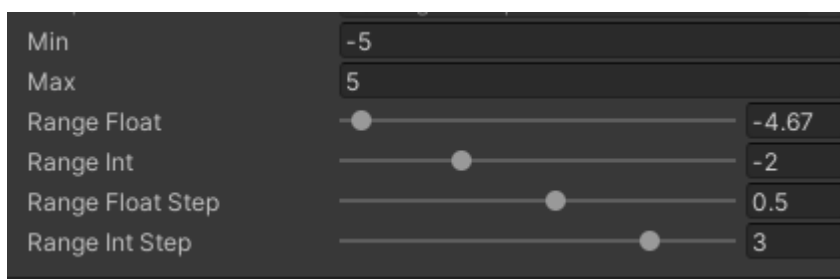 Min -5
Max 5
Range Float -4.67
Range Int -2
Range Float Step 0.5
Range Int Step 3